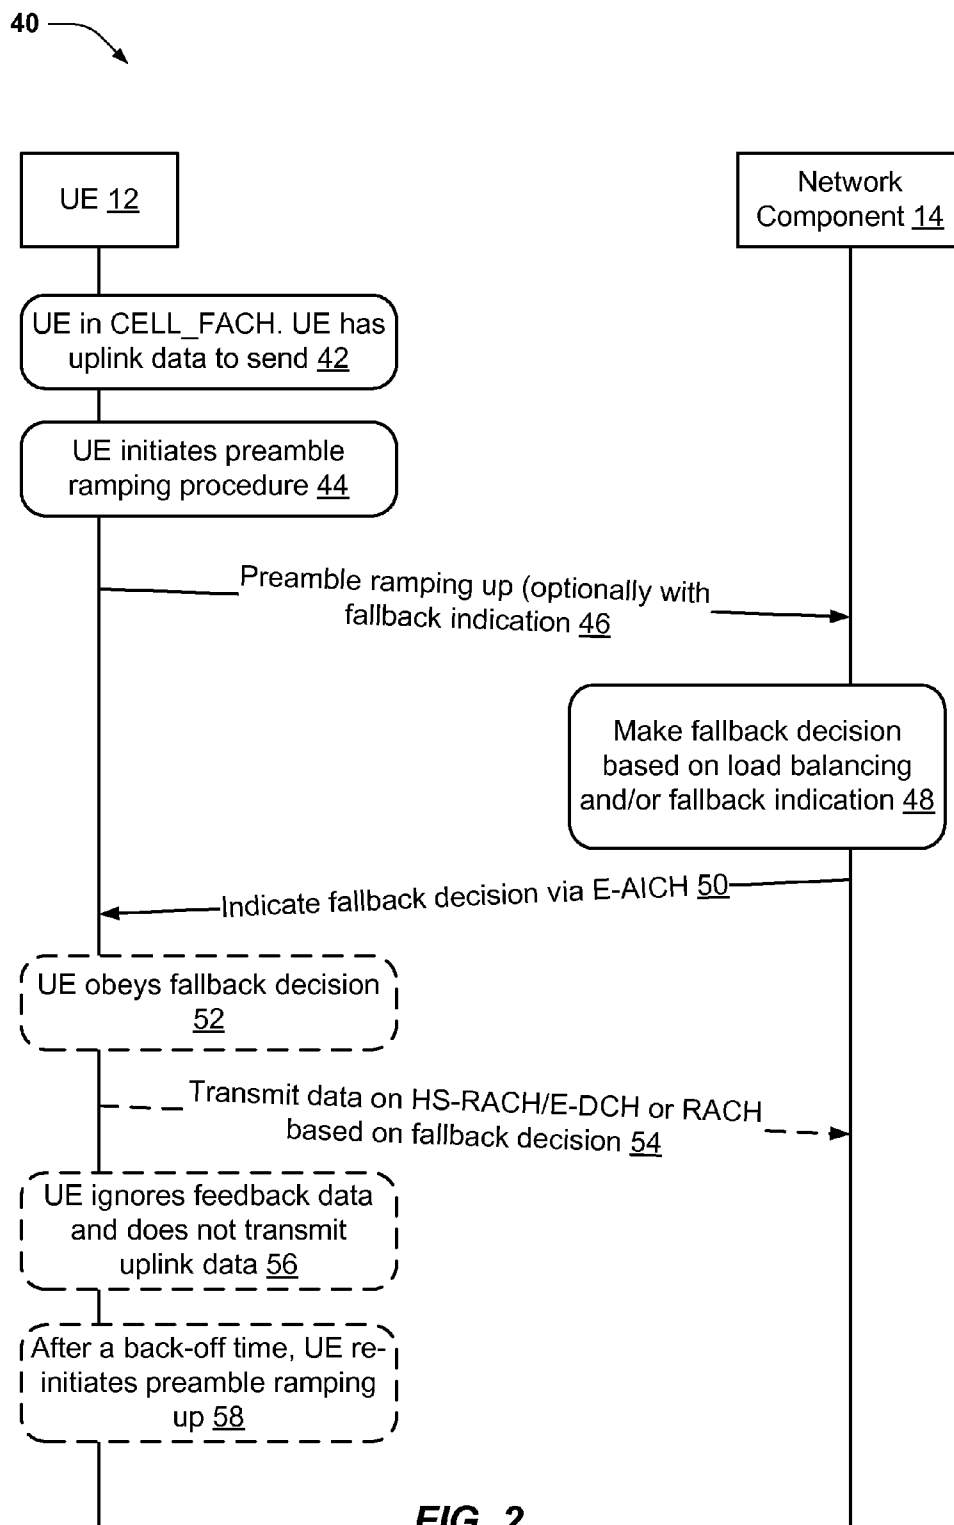 40
UE 12
Network
Component 14
UE in CELL_FACH. UE has
uplink data to send 42
UE initiates preamble
ramping procedure 44
Preamble ramping up (optionally with
fallback indication 46
Make fallback decision
based on load balancing
and/or fallback indication 48
Indicate fallback decision via E-AICH 50
UE obeys fallback decision
52
Transmit data on HS-RACH/E-DCH or RACH
based on fallback decision 54
UE ignores feedback data
and does not transmit
uplink data 56
After a back-off time, UE re-
initiates preamble ramping
up 58
FIG. 2